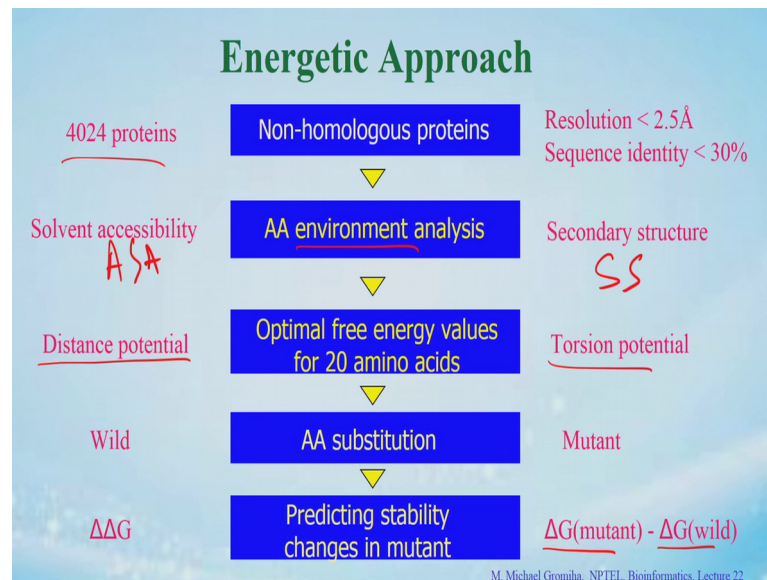 Energetic Approach
4024 proteins
Non-homologous proteins
Resolution < 2.5Å
Sequence identity < 30%
Solvent accessibility
ASA
AA environment analysis
Secondary structure
SS
Distance potential
Optimal free energy values
for 20 amino acids
Torsion potential
Wild
AA substitution
Mutant
ΔΔG
Predicting stability
changes in mutant
ΔG(mutant) - ΔG(wild)
M. Michael Gromiha, NPTEL, Bioinformatics, Lecture 22